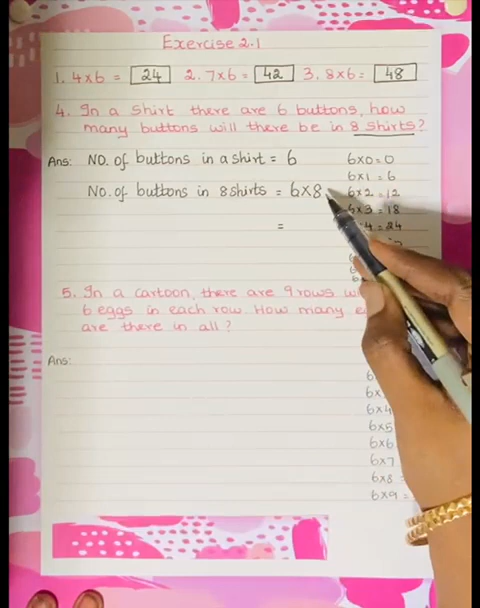 Exercise 2.1
1. 4x6 = 24 2. 7x6 = 42 3. 8x6= 48
4. In a shirt there are 6 buttons, how
many buttons will there be in 8 shirts?
Ans: NO. of buttons in a shirt = 6
6x0=0
6x1 = 6
No. of buttons in 8 shirts = 6x8
6x2 = 12
6x3 = 18
=
4 = 24
5. In a cartoon, there are 9 rows
6 eggs in each row. How many
are there in all?
Ans:
6x4
6x5
6x6
6x7
6x8
6x9 =